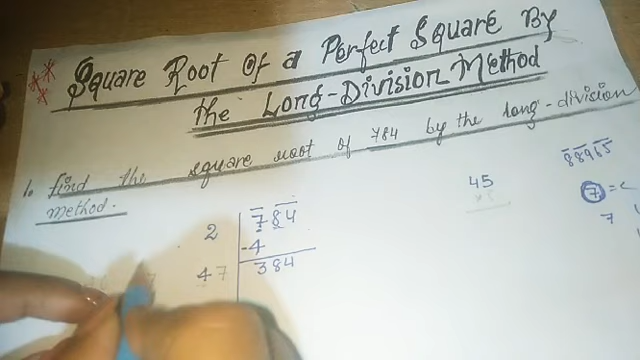 Square Root Of a Perfect Square By
the Long-Division Method
1. find the square root of 784 by the long-division
method.
88965
45
2 784
-4
47 384
7
7